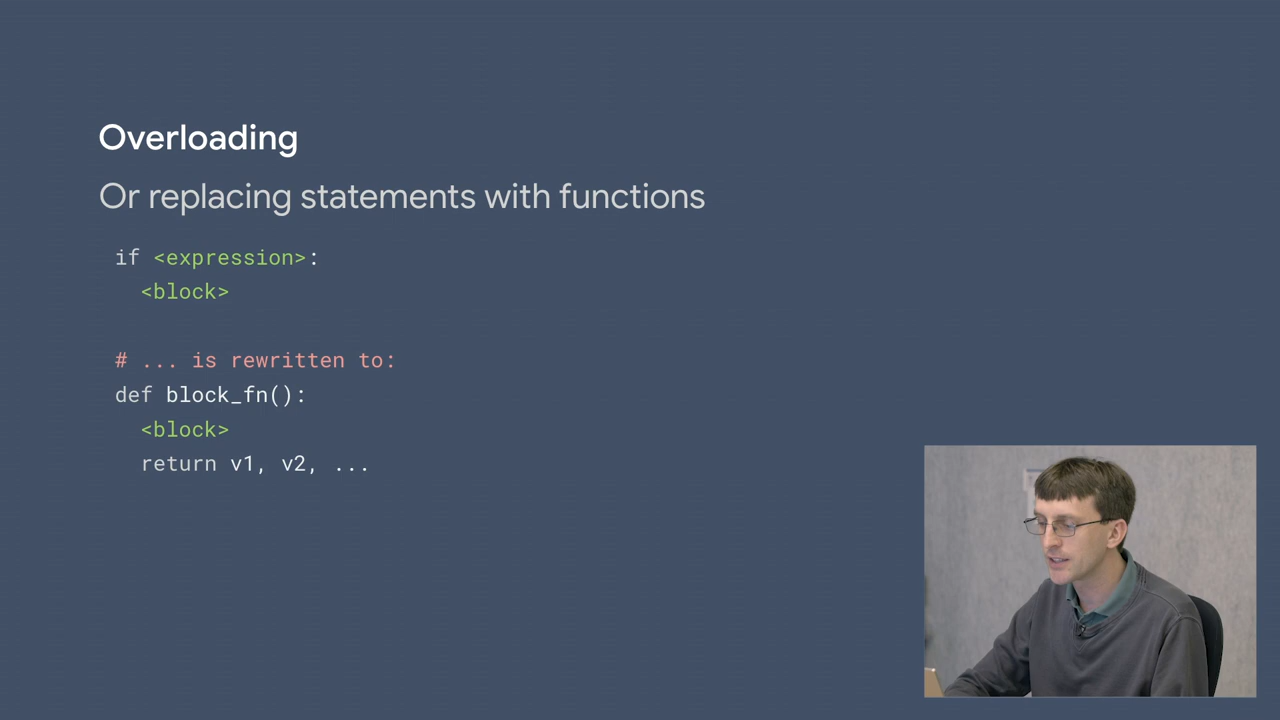 Overloading
Or replacing statements with functions
if <expression>:
<block>
# ... is rewritten to:
def block_fn():
<block>
return v1, v2, ...